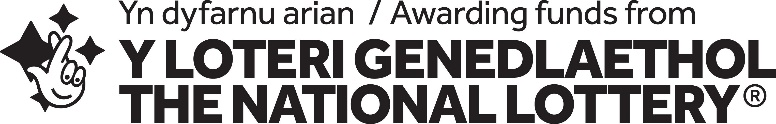 Yn dyfarnu arian / Awarding funds from
Y LOTERI GENEDLAETHOL
THE NATIONAL LOTTERY®